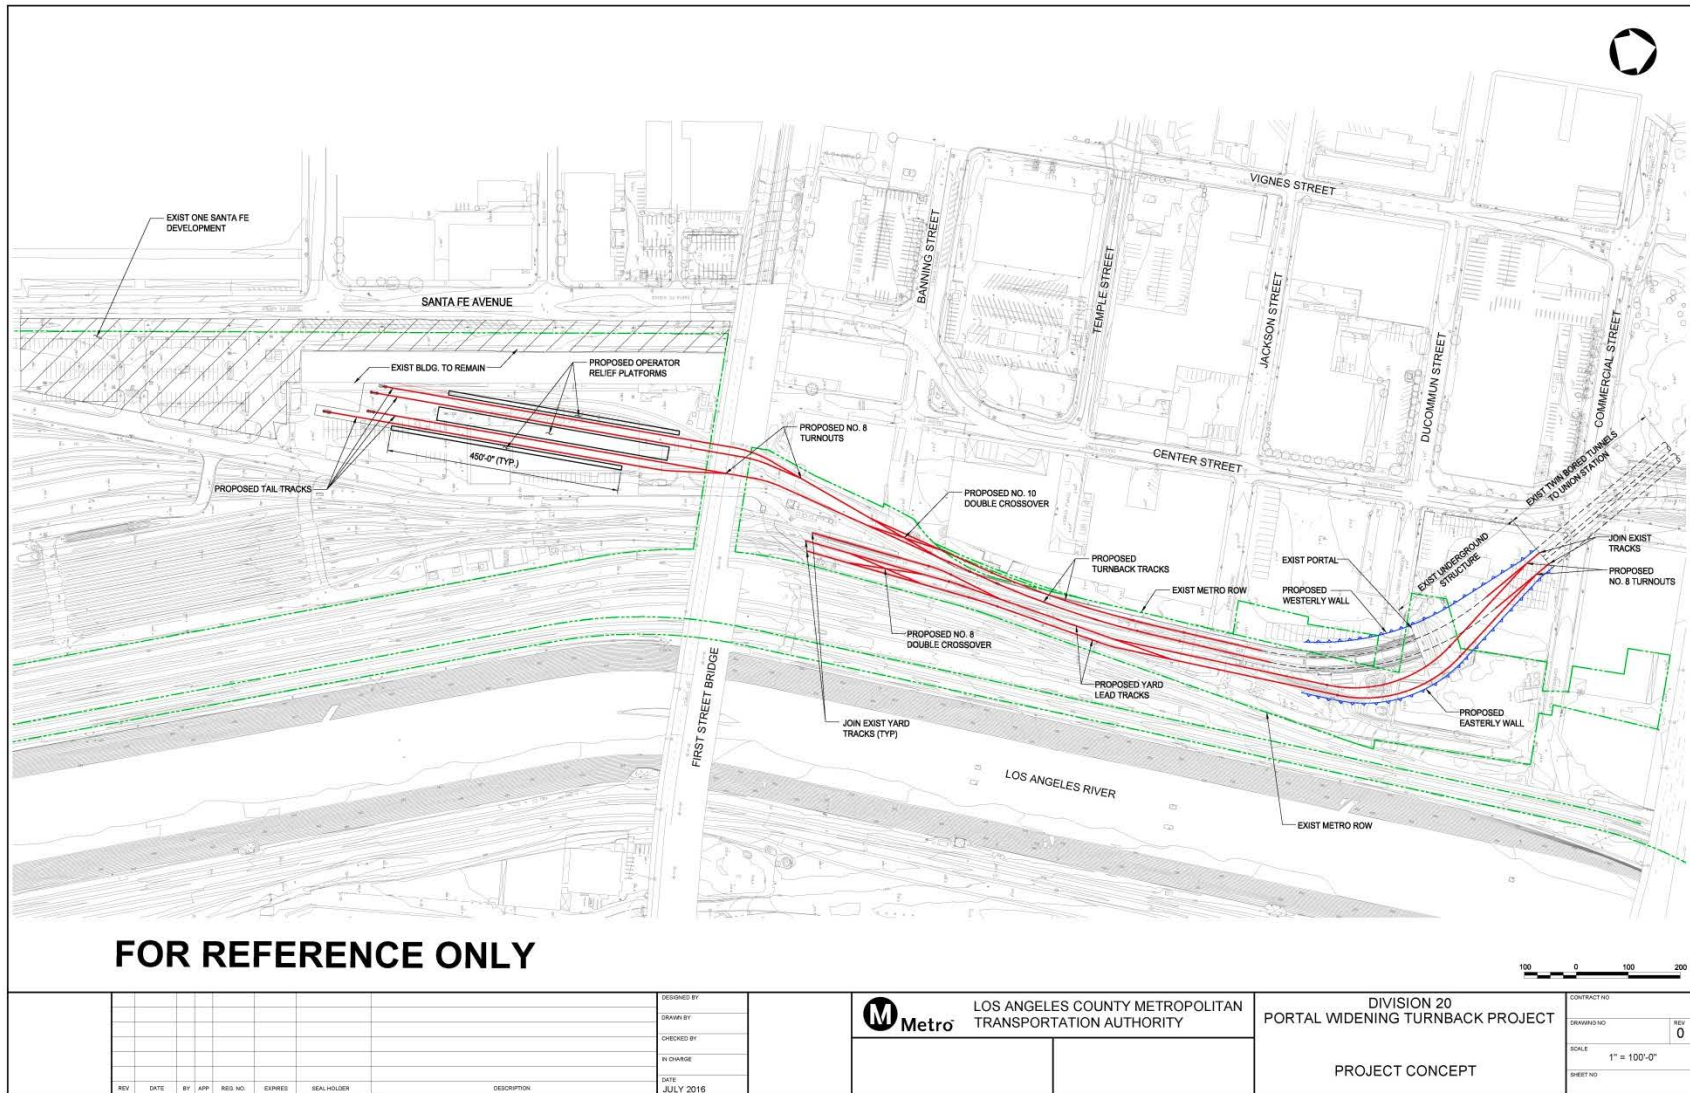 VIGNES STREET
EXIST ONE SANTA FE
DEVELOPMENT
SANTA FE AVENUE
BANNING STREET
TEMPLE STREET
JACKSON STREET
DUCOMMUN STREET
COMMERCIAL STREET
EXIST BLDG. TO REMAIN
PROPOSED OPERATOR
RELIEF PLATFORMS
450'-0" (TYP.)
PROPOSED TAIL TRACKS
PROPOSED NO. 8
TURNOUTS
CENTER STREET
PROPOSED NO. 10
DOUBLE CROSSOVER
EXIST TWIN BORED TUNNELS
TO UNION STATION
PROPOSED
TURNBACK TRACKS
EXIST PORTAL
EXIST UNDERGROUND
STRUCTURE
JOIN EXIST
TRACKS
PROPOSED
NO. 8 TURNOUTS
EXIST METRO ROW
PROPOSED
WESTERLY WALL
PROPOSED NO. 8
DOUBLE CROSSOVER
PROPOSED YARD
LEAD TRACKS
PROPOSED
EASTERLY WALL
JOIN EXIST YARD
TRACKS (TYP)
FIRST STREET BRIDGE
LOS ANGELES RIVER
EXIST METRO ROW
FOR REFERENCE ONLY
100 0 100 200
REV DATE BY APP REG. NO. EXPIRES SEAL HOLDER DESCRIPTION
DESIGNED BY
DRAWN BY
CHECKED BY
IN CHARGE
DATE
JULY 2016
M Metro
LOS ANGELES COUNTY METROPOLITAN
TRANSPORTATION AUTHORITY
DIVISION 20
PORTAL WIDENING TURNBACK PROJECT
PROJECT CONCEPT
CONTRACT NO
DRAWING NO
REV
0
SCALE
1" = 100'-0"
SHEET NO